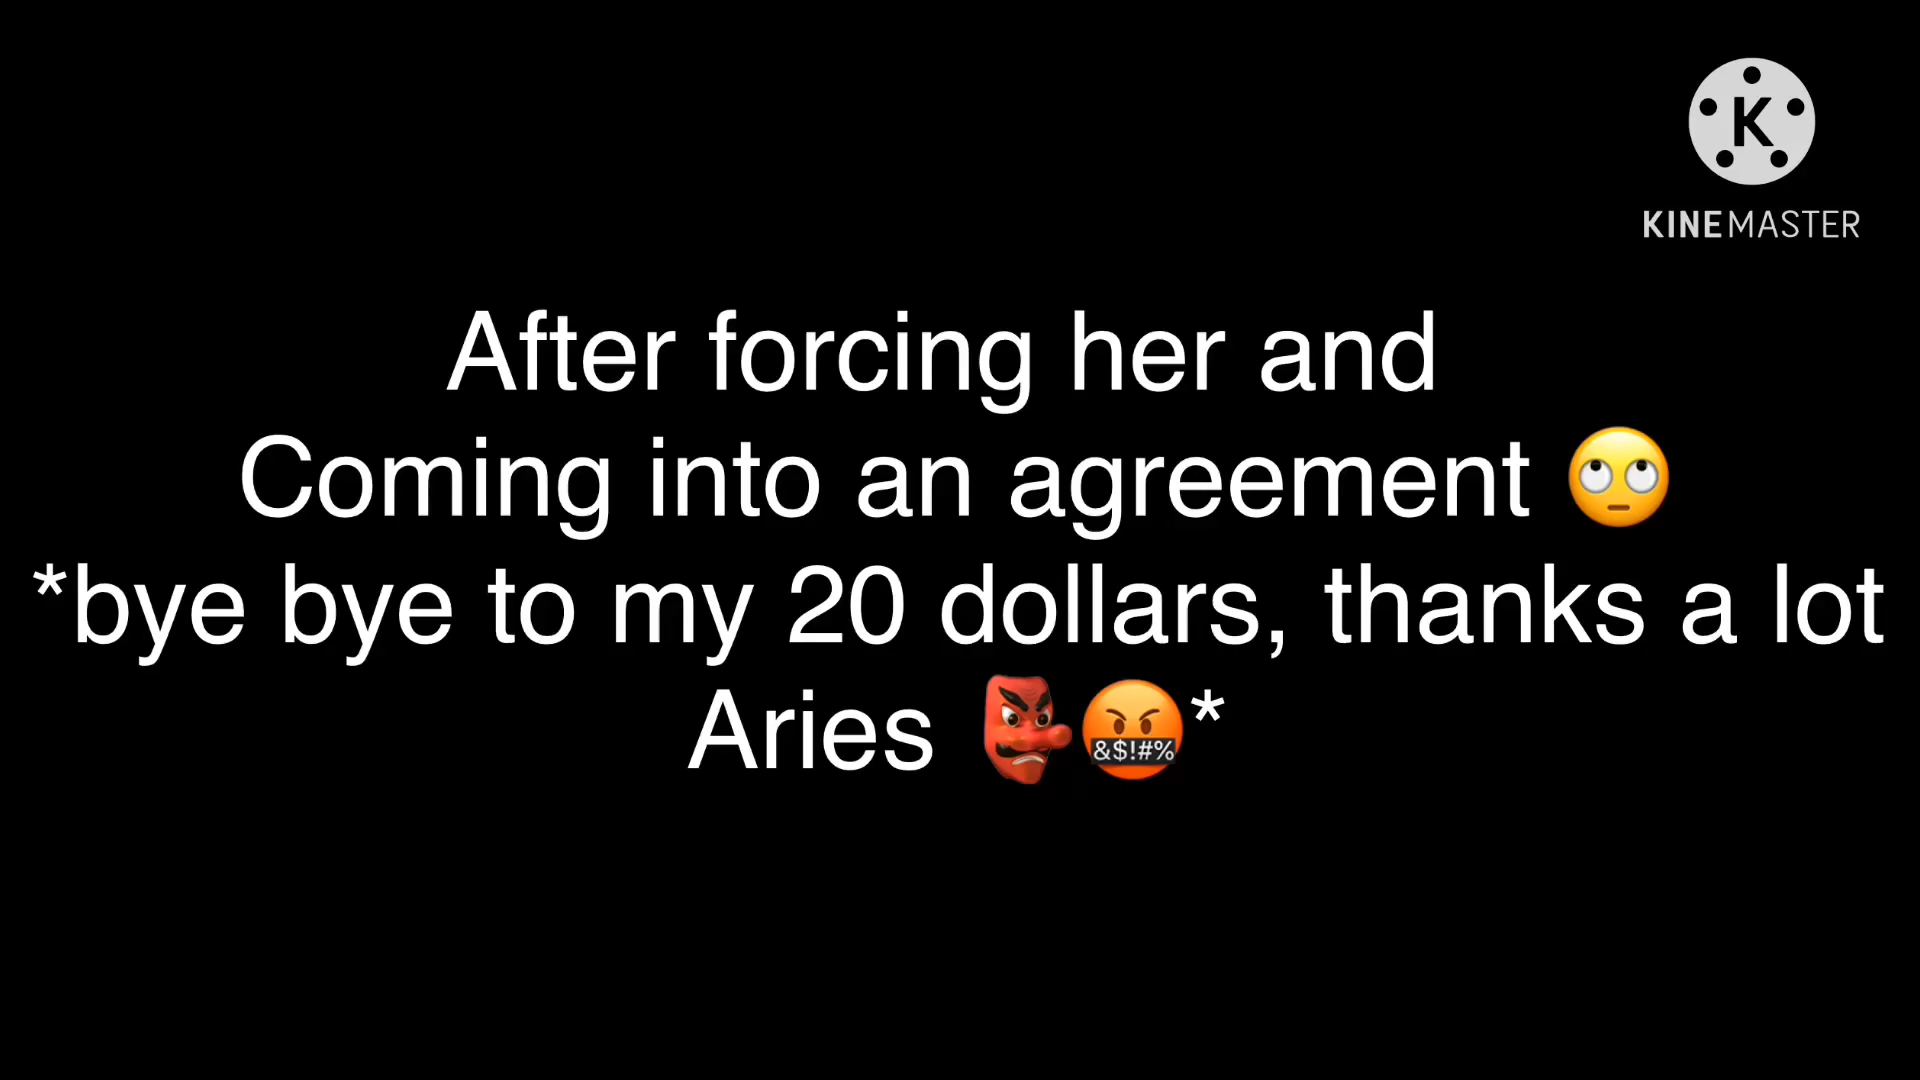 K
KINEMASTER
After forcing her and
Coming into an agreement 🙄
*bye bye to my 20 dollars, thanks a lot
Aries 👺🤬*